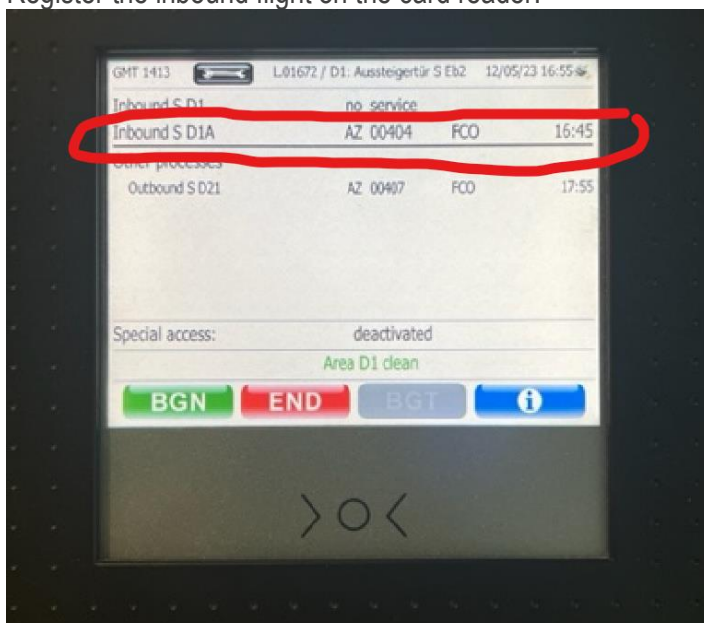 Register the inbound flight on the card reader:
GMT 1413 L01672 / D1: Aussteigertür S Eb2 12/05/23 16:55
Inbound S D1 no service
Inbound S D1A AZ 00404 FCO 16:45
Other processes
Outbound S D21 AZ 00407 FCO 17:55
Special access: deactivated
Area D1 clean
BGN END BGT i